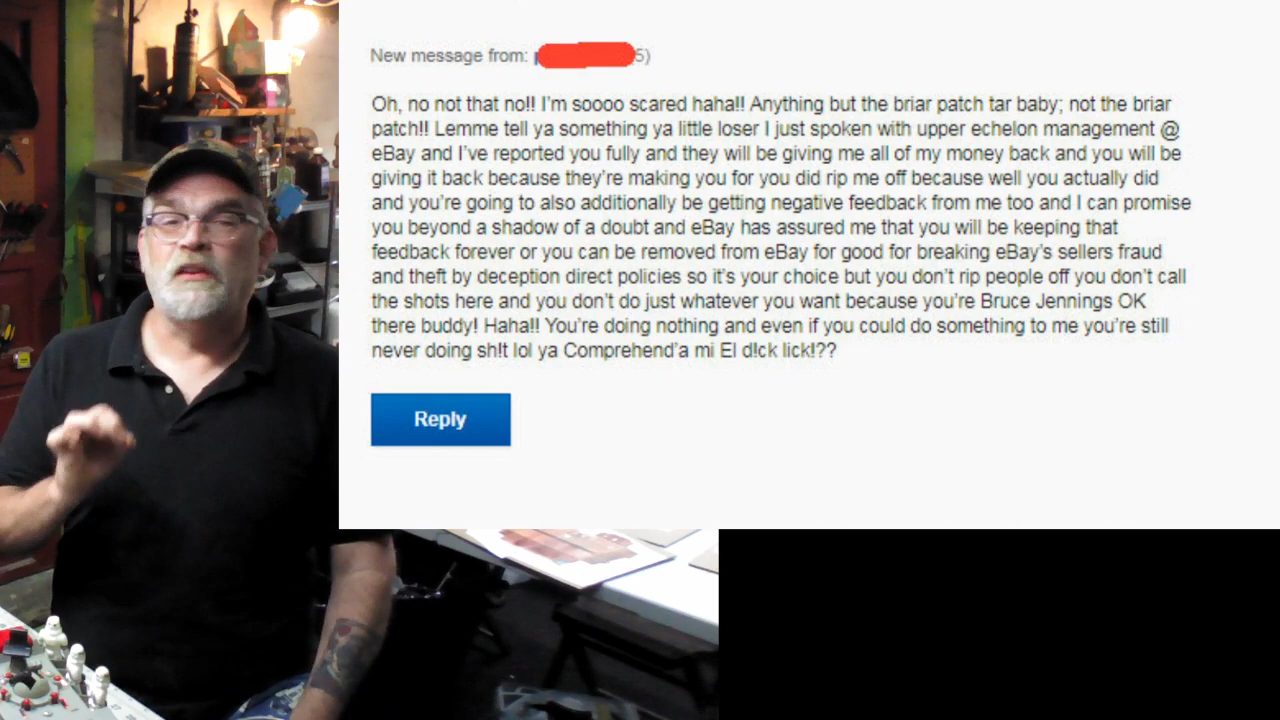 New message from: 5)
Oh, no not that no!! I'm soooo scared haha!! Anything but the briar patch tar baby; not the briar
patch!! Lemme tell ya something ya little loser I just spoken with upper echelon management @
eBay and I've reported you fully and they will be giving me all of my money back and you will be
giving it back because they're making you for you did rip me off because well you actually did
and you're going to also additionally be getting negative feedback from me too and I can promise
you beyond a shadow of a doubt and eBay has assured me that you will be keeping that
feedback forever or you can be removed from eBay for good for breaking eBay's sellers fraud
and theft by deception direct policies so it's your choice but you don't rip people off you don't call
the shots here and you don't do just whatever you want because you're Bruce Jennings OK
there buddy! Haha!! You're doing nothing and even if you could do something to me you're still
never doing sh!t lol ya Comprehend'a mi El d!ck lick!??
Reply